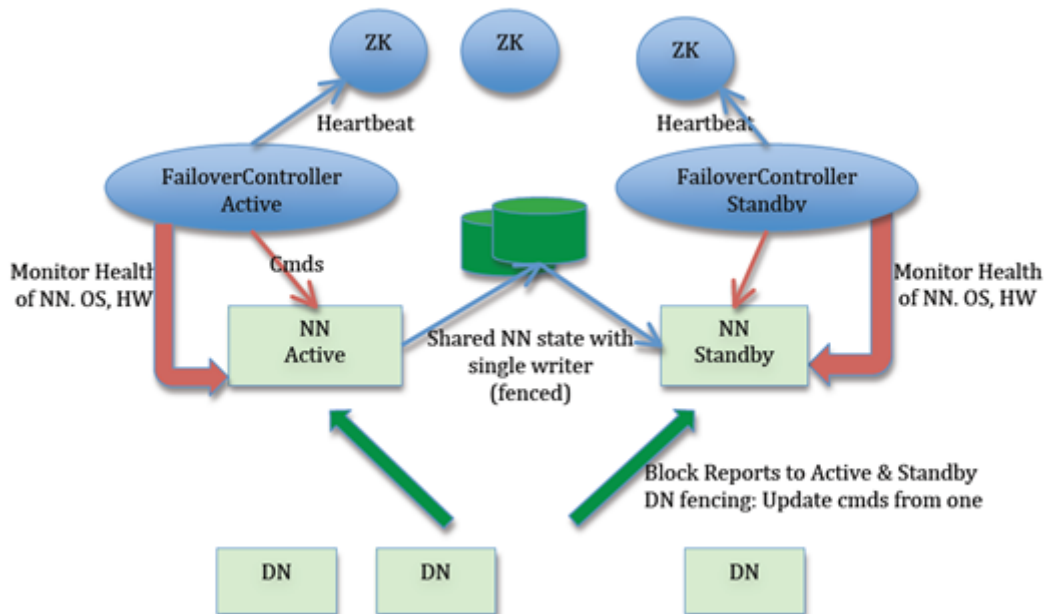 ZK
ZK
ZK
Heartbeat
Heartbeat
FailoverController
Active
FailoverController
Standby
Cmds
Monitor Health
of NN. OS, HW
Monitor Health
of NN. OS, HW
NN
Active
NN
Standby
Shared NN state with
single writer
(fenced)
Block Reports to Active & Standby
DN fencing: Update cmds from one
DN
DN
DN